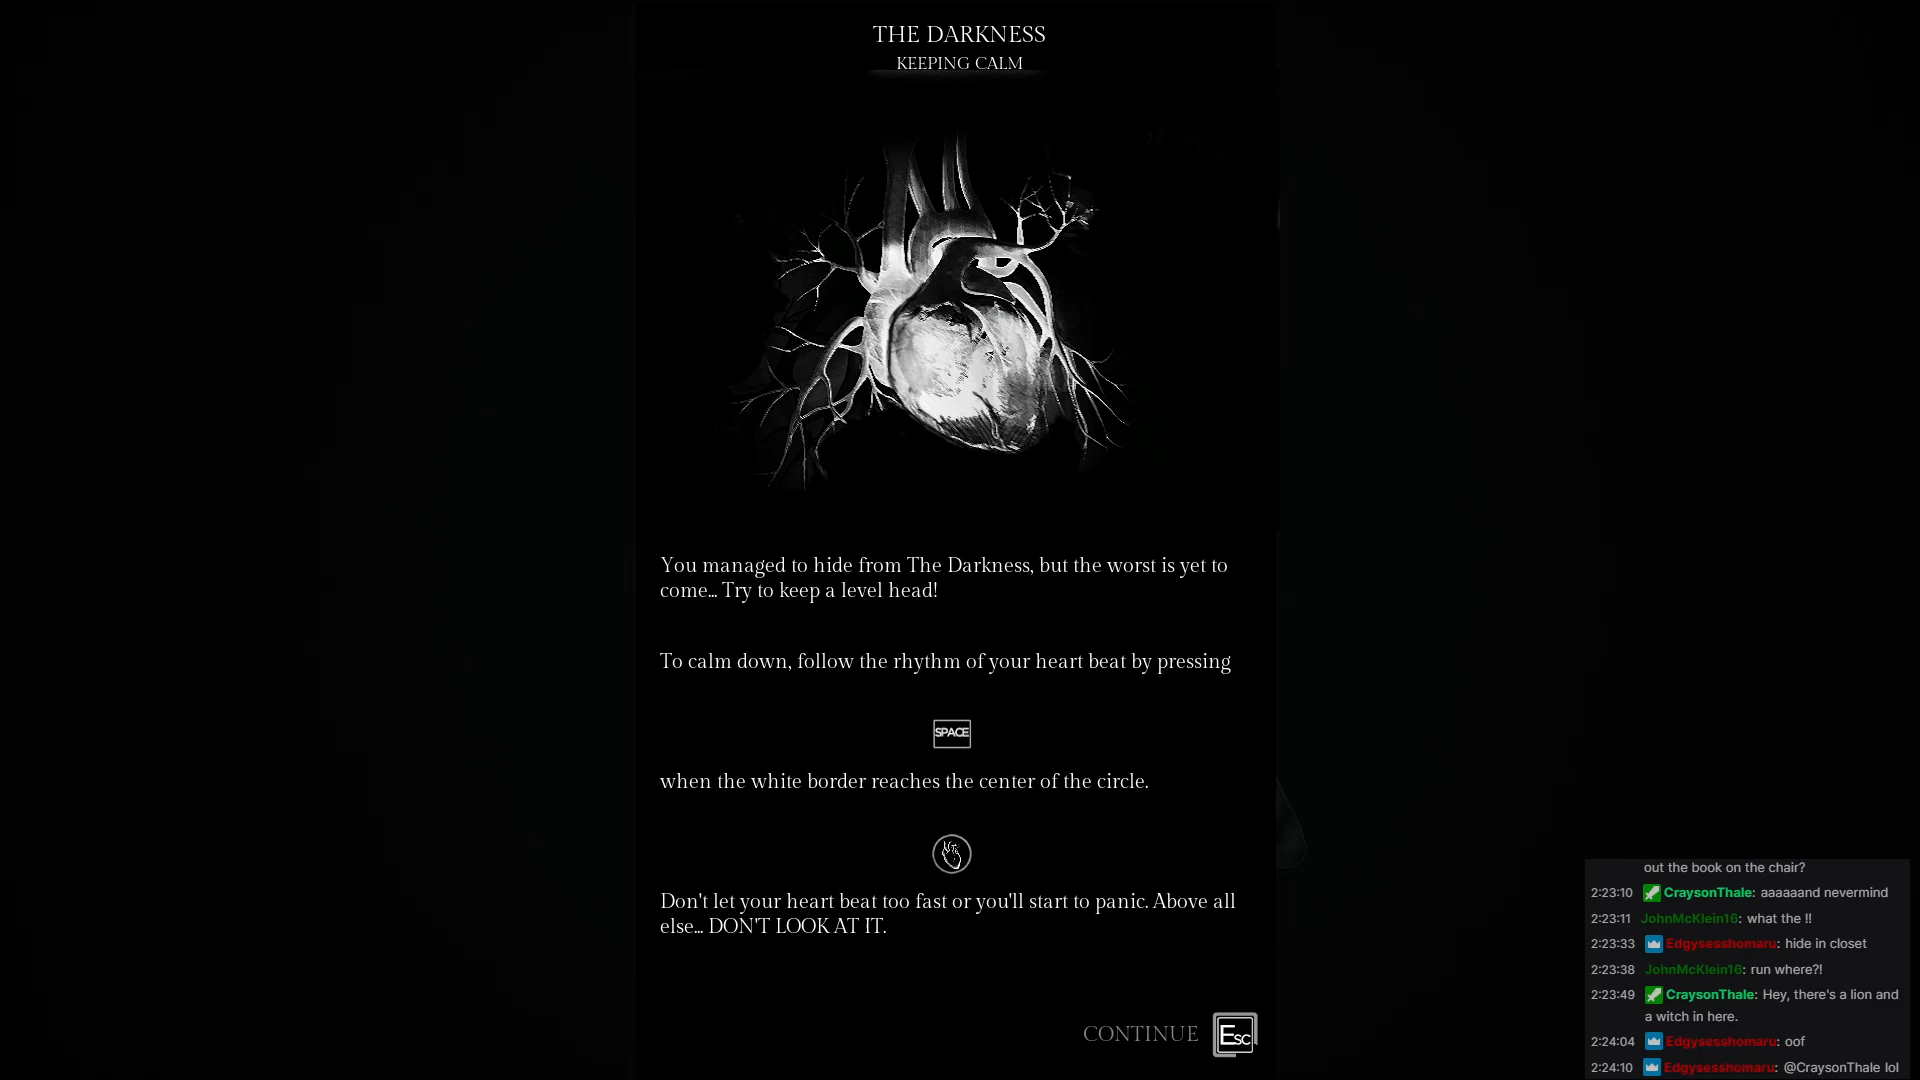 THE DARKNESS
KEEPING CALM
You managed to hide from The Darkness, but the worst is yet to
come... Try to keep a level head!
To calm down, follow the rhythm of your heart beat by pressing
SPACE
when the white border reaches the center of the circle.
Don't let your heart beat too fast or you'll start to panic. Above all
else... DON'T LOOK AT IT.
CONTINUE ESC
out the book on the chair?
2:23:10 CraysonThale: aaaaaand nevermind
2:23:11 JohnMcKlein16: what the !!
2:23:33 Edgysesshomaru: hide in closet
2:23:38 JohnMcKlein16: run where?!
2:23:49 CraysonThale: Hey, there's a lion and
a witch in here.
2:24:04 Edgysesshomaru: oof
2:24:10 Edgysesshomaru: @CraysonThale lol